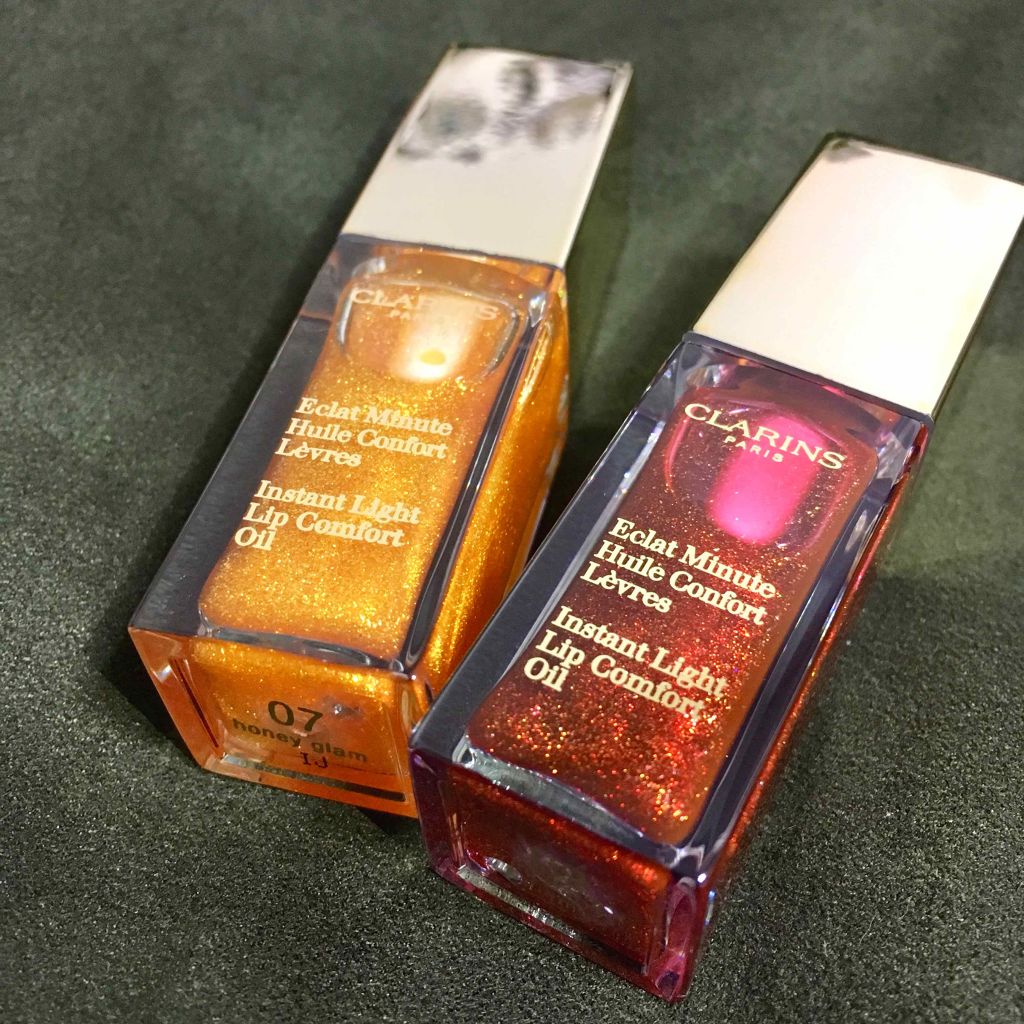 CLARINS
PARIS
Eclat Minute
Huile Confort
Lèvres
Instant Light
Lip Comfort
Oil
07
honey glam
CLARINS
PARIS
Eclat Minute
Huile Confort
Lèvres
Instant Light
Lip Comfort
Oil